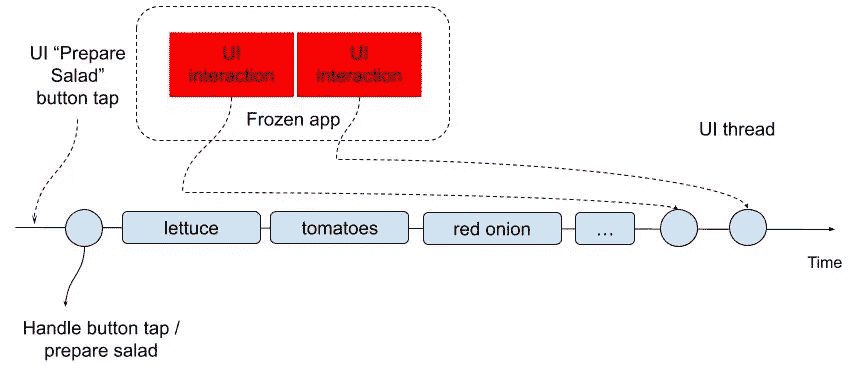 UI “Prepare
Salad”
button tap
UI
interaction
UI
interaction
Frozen app
UI thread
lettuce
tomatoes
red onion
...
Time
Handle button tap /
prepare salad